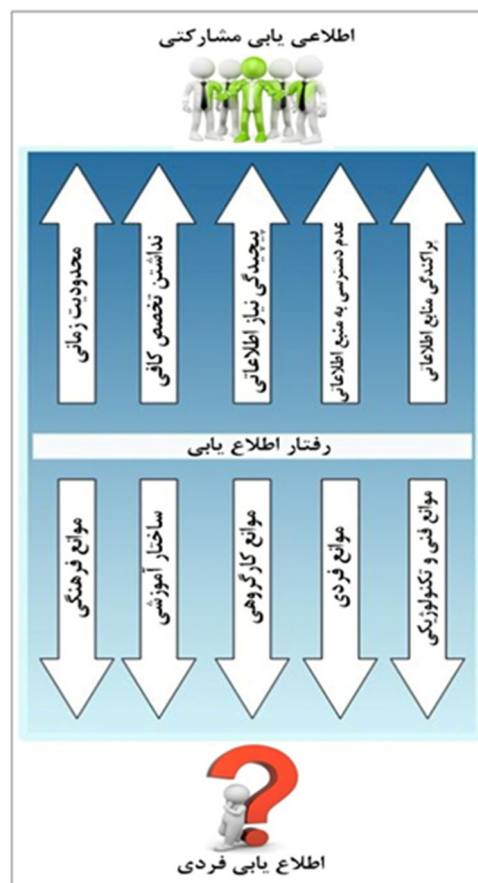 اطلاعی یابی مشارکتی
پراکندگی منابع اطلاعاتی
عدم دسترسی به منبع اطلاعاتی
پیچیدگی نیاز اطلاعاتی
نداشتن تخصص کافی
محدودیت زمانی
رفتار اطلاع یابی
موانع فنی و تکنولوژیکی
موانع فردی
موانع کارگروهی
ساختار آموزشی
موانع فرهنگی
اطلاع یابی فردی